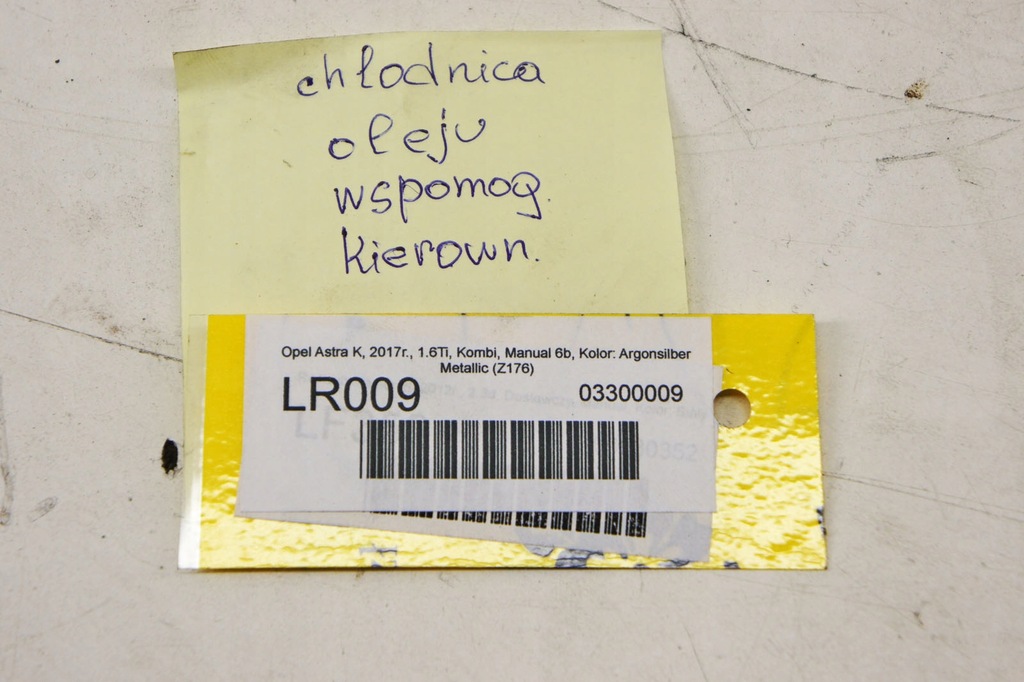 chłodnica
oleju
wspomog.
kierown.
Opel Astra K, 2017r., 1.6Ti, Kombi, Manual 6b, Kolor: Argonsilber
Metallic (Z176)
LR009 03300009